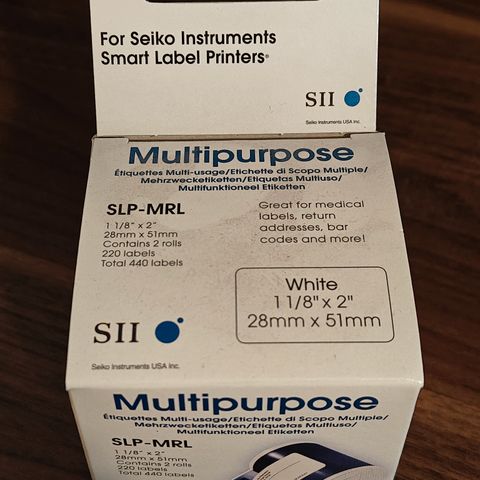 For Seiko Instruments
Smart Label Printers®
SII
Seiko Instruments USA Inc.
Multipurpose
Étiquettes Multi-usage/Etichette di Scopo Multiple/
Mehrzwecketiketten/Etiquetas Multiuso/
Multifunktioneel Etiketten
SLP-MRL
1 1/8" x 2"
28mm x 51mm
Contains 2 rolls
220 labels
Total 440 labels
Great for medical
labels, return
addresses, bar
codes and more!
White
1 1/8" x 2"
28mm x 51mm
SII
Seiko Instruments USA Inc.
Multipurpose
Étiquettes Multi-usage/Etichette di Scopo Multiple/
Mehrzwecketiketten/Etiquetas Multiuso/
Multifunktioneel Etiketten
SLP-MRL
1 1/8" x 2"
28mm x 51mm
Contains 2 rolls
220 labels
Total 440 labels